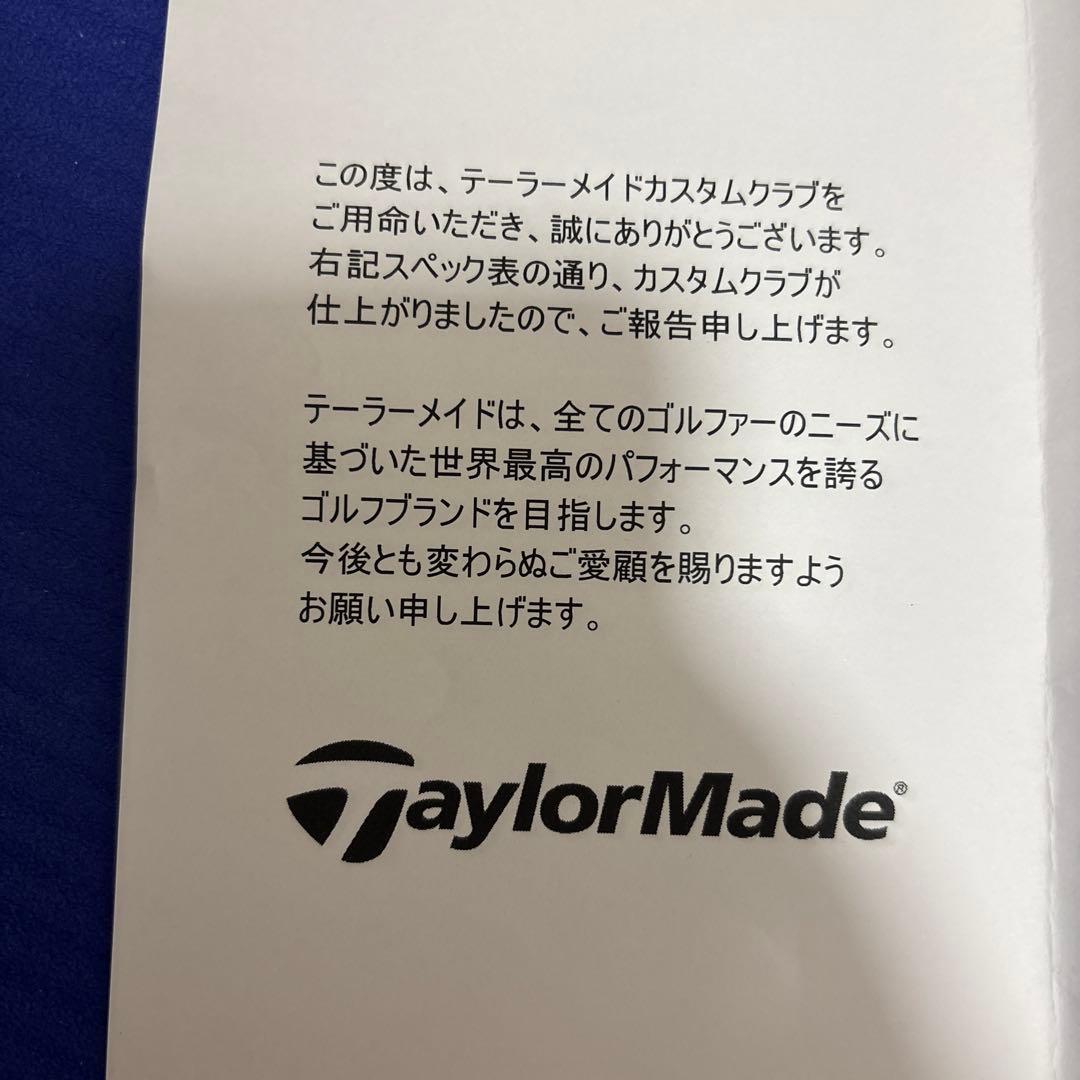 この度は、テーラーメイドカスタムクラブを
ご用命いただき、誠にありがとうございます。
右記スペック表の通り、カスタムクラブが
仕上がりましたので、ご報告申し上げます。
テーラーメイドは、全てのゴルファーのニーズに
基づいた世界最高のパフォーマンスを誇る
ゴルフブランドを目指します。
今後とも変わらぬご愛顧を賜りますよう
お願い申し上げます。
TaylorMade®